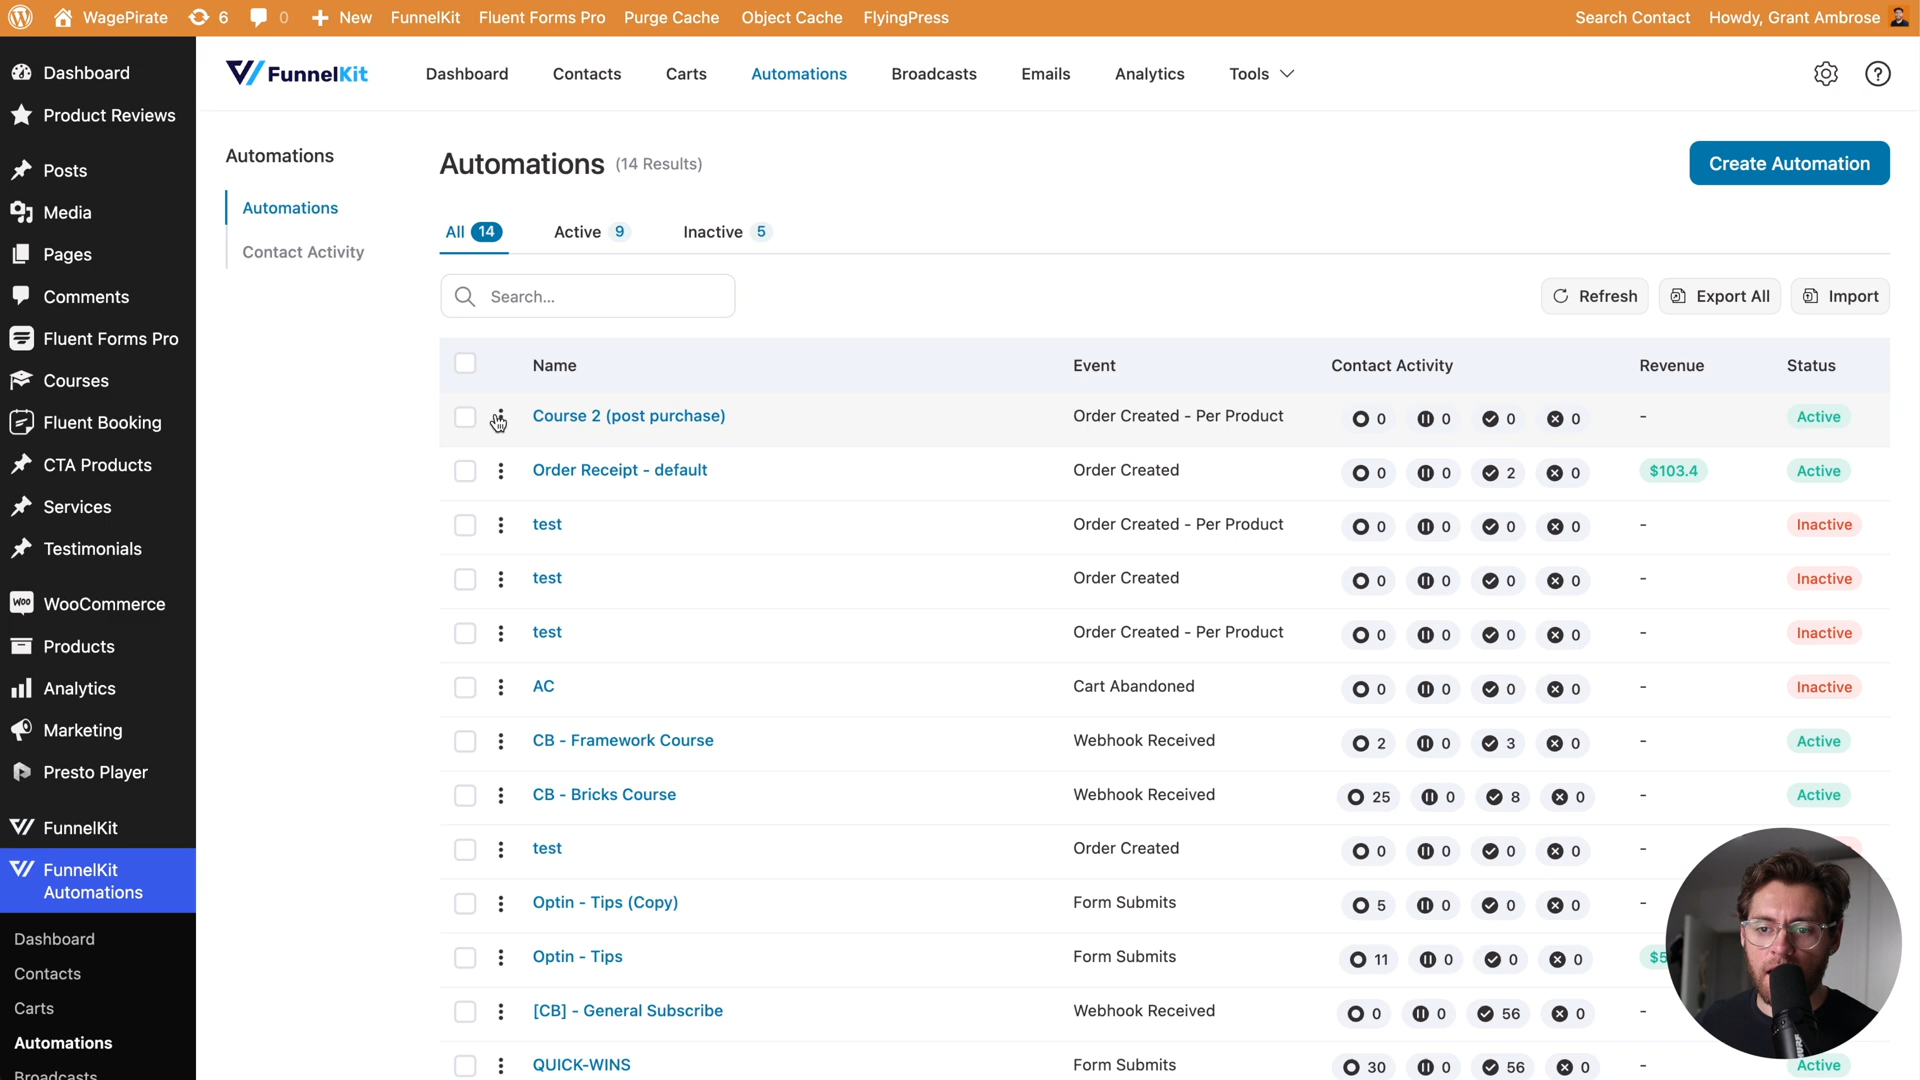 WagePirate 6 0 New FunnelKit Fluent Forms Pro Purge Cache Object Cache FlyingPress Search Contact Howdy, Grant Ambrose
Dashboard
Product Reviews
Posts
Media
Pages
Comments
Fluent Forms Pro
Courses
Fluent Booking
CTA Products
Services
Testimonials
WooCommerce
Products
Analytics
Marketing
Presto Player
FunnelKit
FunnelKit
Automations
Dashboard
Contacts
Carts
Automations
Broadcasts
FunnelKit Dashboard Contacts Carts Automations Broadcasts Emails Analytics Tools
Automations
Automations
Contact Activity
Automations (14 Results)
Create Automation
All 14 Active 9 Inactive 5
Search...
Refresh Export All Import
Name Event Contact Activity Revenue Status
Course 2 (post purchase) Order Created - Per Product 0 0 0 0 - Active
Order Receipt - default Order Created 0 0 2 0 $103.4 Active
test Order Created - Per Product 0 0 0 0 - Inactive
test Order Created 0 0 0 0 - Inactive
test Order Created - Per Product 0 0 0 0 - Inactive
AC Cart Abandoned 0 0 0 0 - Inactive
CB - Framework Course Webhook Received 2 0 3 0 - Active
CB - Bricks Course Webhook Received 25 0 8 0 - Active
test Order Created 0 0 0 0 -
Optin - Tips (Copy) Form Submits 5 0 0 0 -
Optin - Tips Form Submits 11 0 0 0
[CB] - General Subscribe Webhook Received 0 0 56 0 -
QUICK-WINS Form Submits 30 0 56 0 - Active